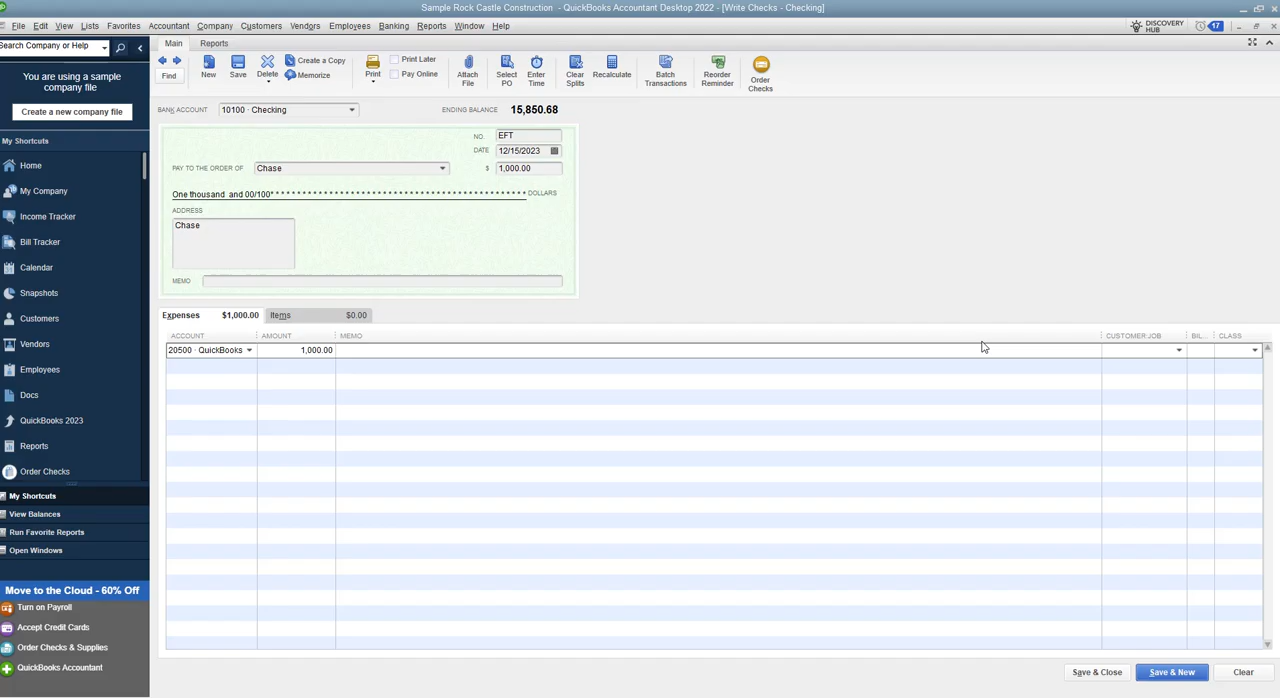 Sample Rock Castle Construction - QuickBooks Accountant Desktop 2022 - [Write Checks - Checking]
File Edit View Lists Favorites Accountant Company Customers Vendors Employees Banking Reports Window Help
DISCOVERY HUB 17
Search Company or Help
Main Reports
You are using a sample
company file
Create a new company file
Find New Save Delete Create a Copy Memorize Print Print Later Pay Online Attach File Select PO Enter Time Clear Splits Recalculate Batch Transactions Reorder Reminder Order Checks
BANK ACCOUNT 10100 · Checking ENDING BALANCE 15,850.68
NO. EFT
DATE 12/15/2023
PAY TO THE ORDER OF Chase $ 1,000.00
One thousand and 00/100* * * * * * * * * * * * * * * * * * * * * * * * * * * * * * * * * * * * * * * * * * * * DOLLARS
ADDRESS
Chase
MEMO
Expenses $1,000.00 Items $0.00
ACCOUNT AMOUNT MEMO CUSTOMER:JOB BIL... CLASS
20500 · QuickBooks 1,000.00
My Shortcuts
Home
My Company
Income Tracker
Bill Tracker
Calendar
Snapshots
Customers
Vendors
Employees
Docs
QuickBooks 2023
Reports
Order Checks
My Shortcuts
View Balances
Run Favorite Reports
Open Windows
Move to the Cloud - 60% Off
Turn on Payroll
Accept Credit Cards
Order Checks & Supplies
QuickBooks Accountant
Save & Close Save & New Clear